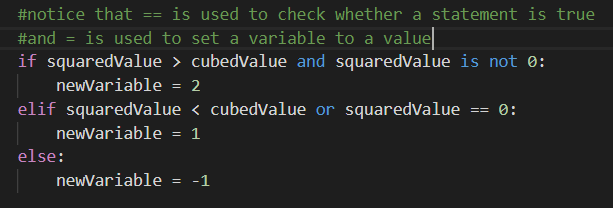 #notice that == is used to check whether a statement is true
#and = is used to set a variable to a value
if squaredValue > cubedValue and squaredValue is not 0:
    newVariable = 2
elif squaredValue < cubedValue or squaredValue == 0:
    newVariable = 1
else:
    newVariable = -1